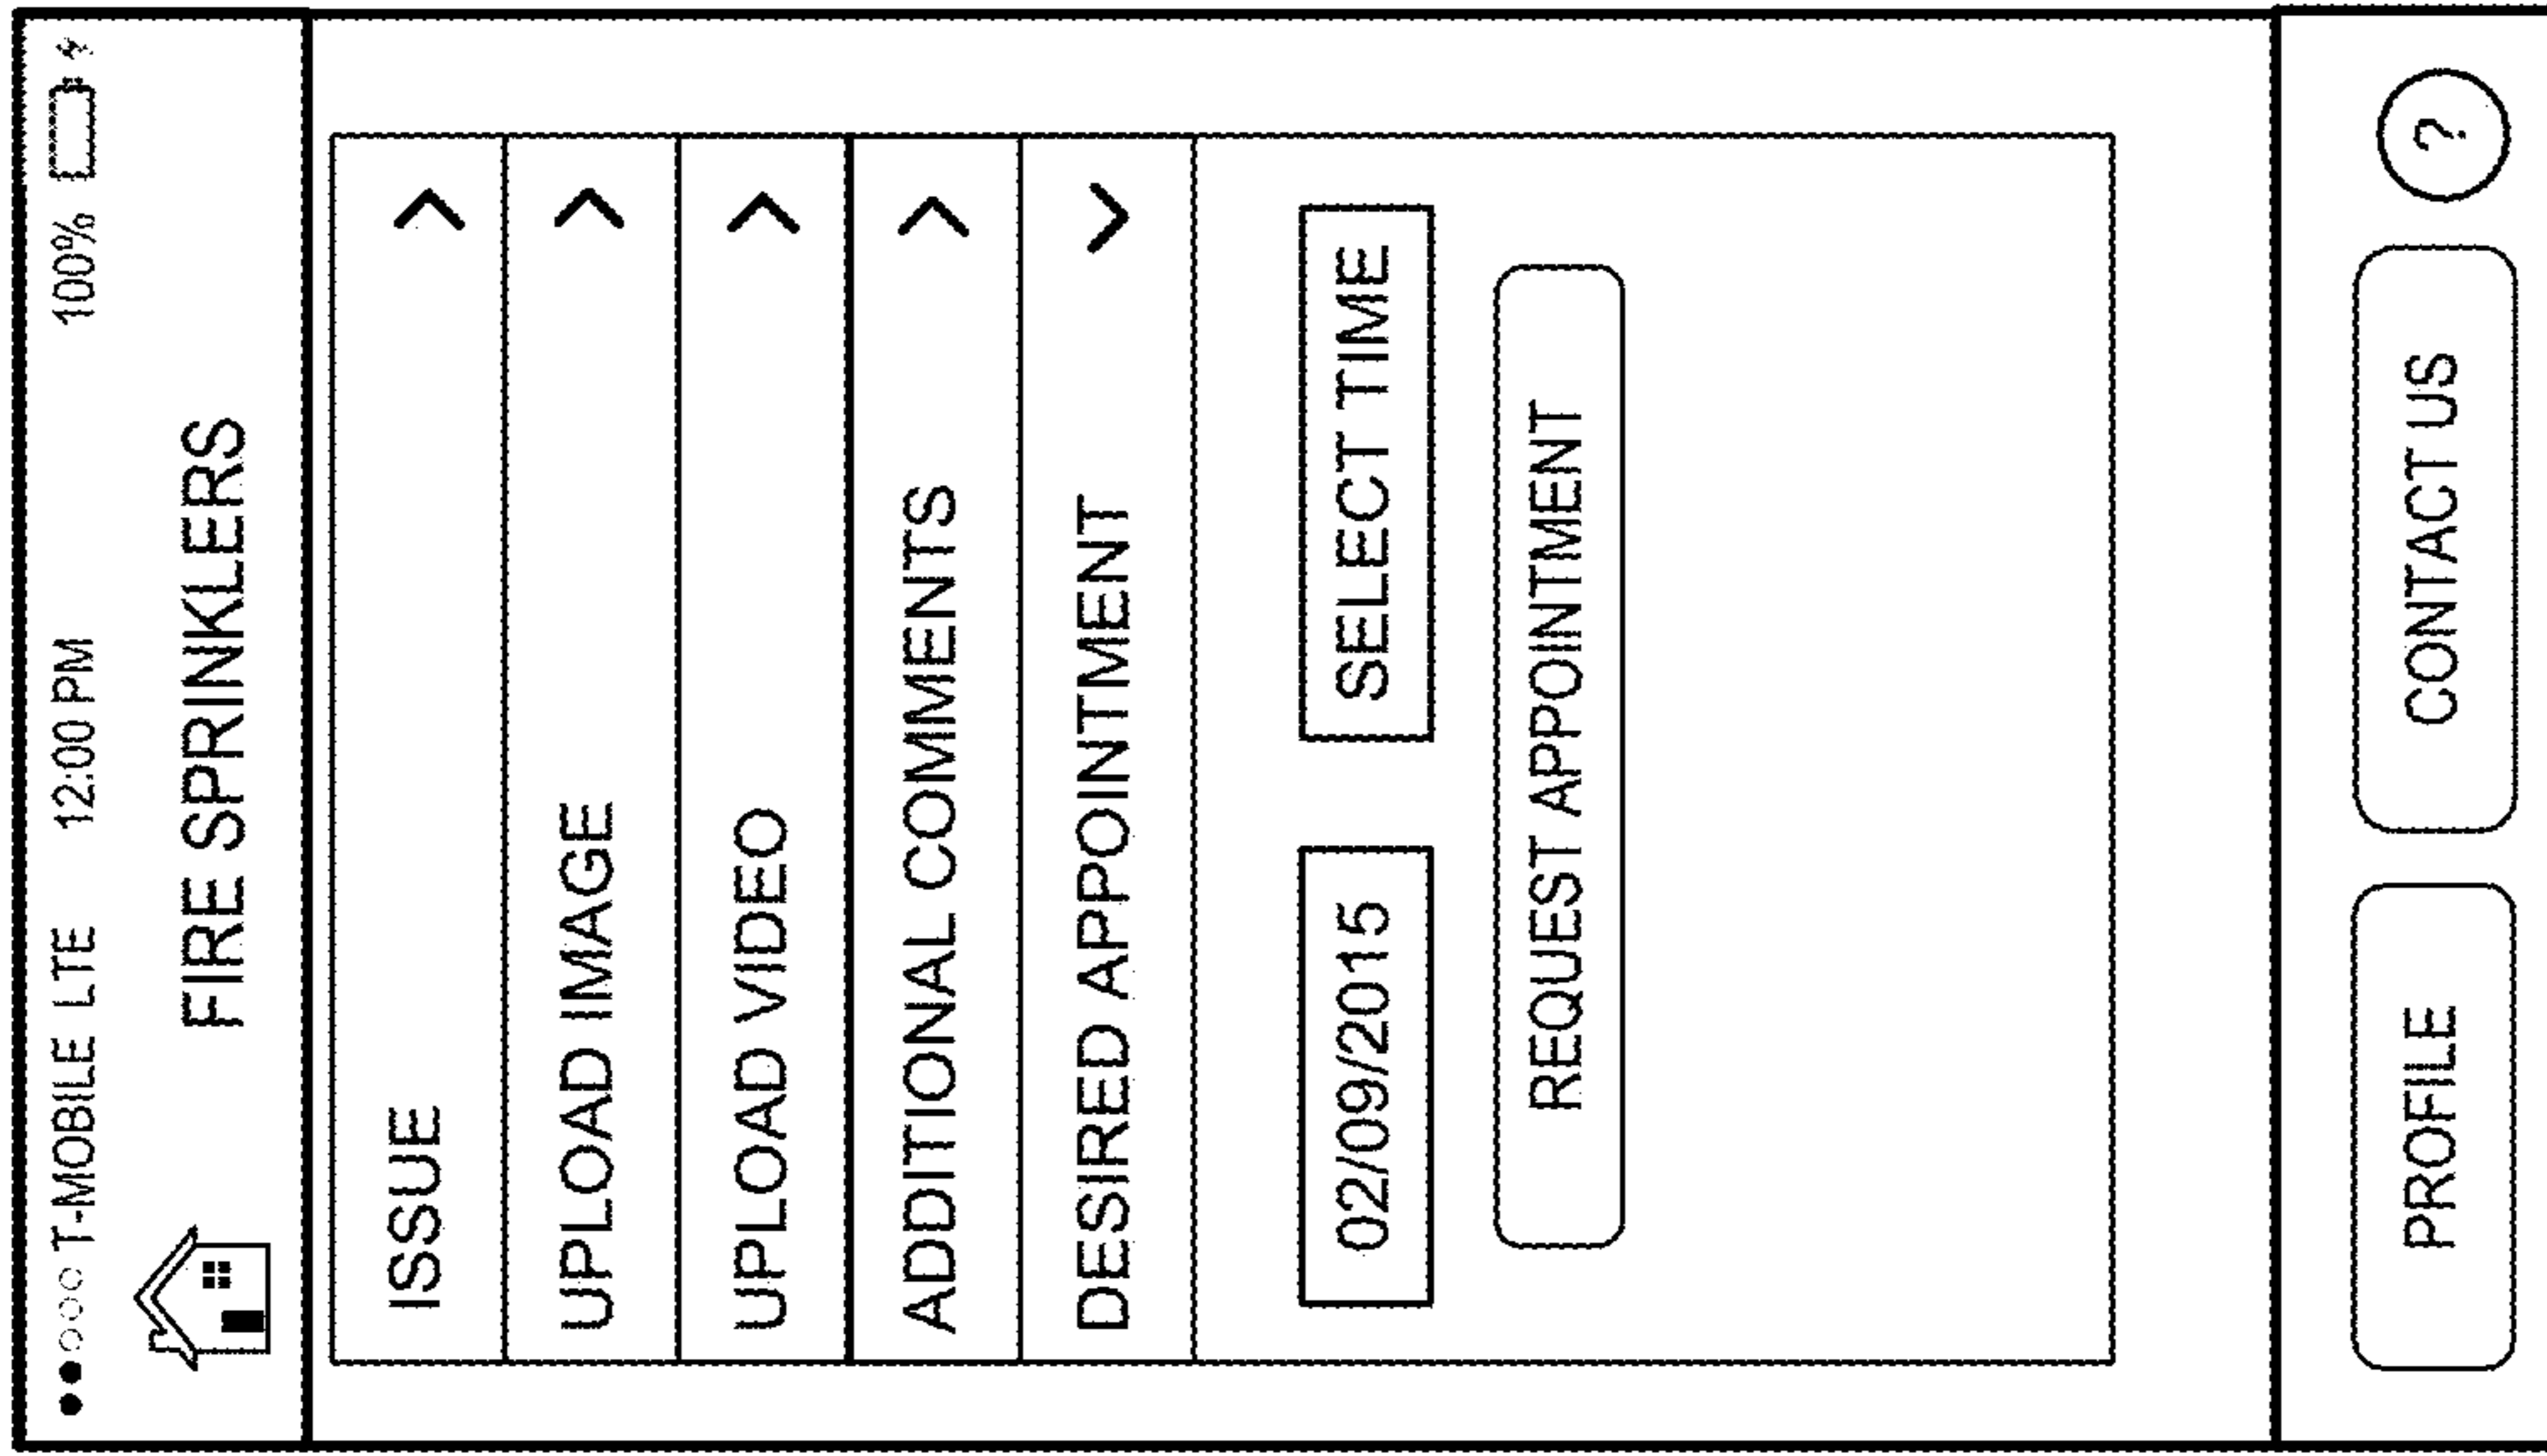 T-MOBILE LTE 12:00 PM 100%
FIRE SPRINKLERS
ISSUE
UPLOAD IMAGE
UPLOAD VIDEO
ADDITIONAL COMMENTS
DESIRED APPOINTMENT
02/09/2015 SELECT TIME
REQUEST APPOINTMENT
PROFILE CONTACT US ?